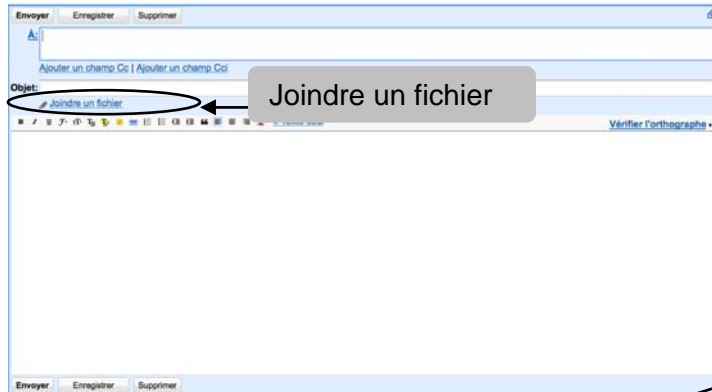 Envoyer Enregistrer Supprimer
À:
Ajouter un champ Cc | Ajouter un champ Cci
Objet:
Joindre un fichier
Joindre un fichier
Vérifier l'orthographe
Envoyer Enregistrer Supprimer